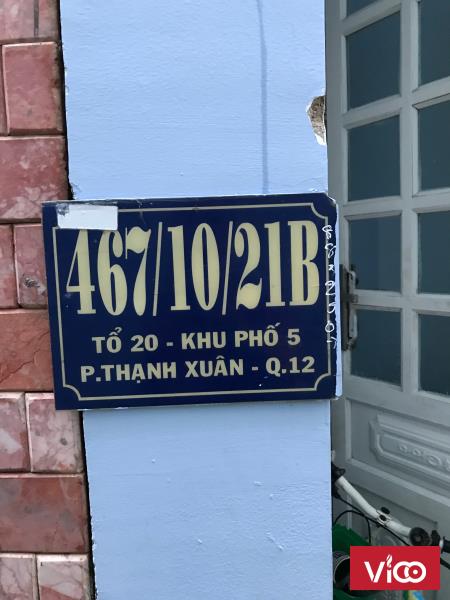 467/10/21B
TỔ 20 - KHU PHỐ 5
P.THẠNH XUÂN - Q.12
VICO